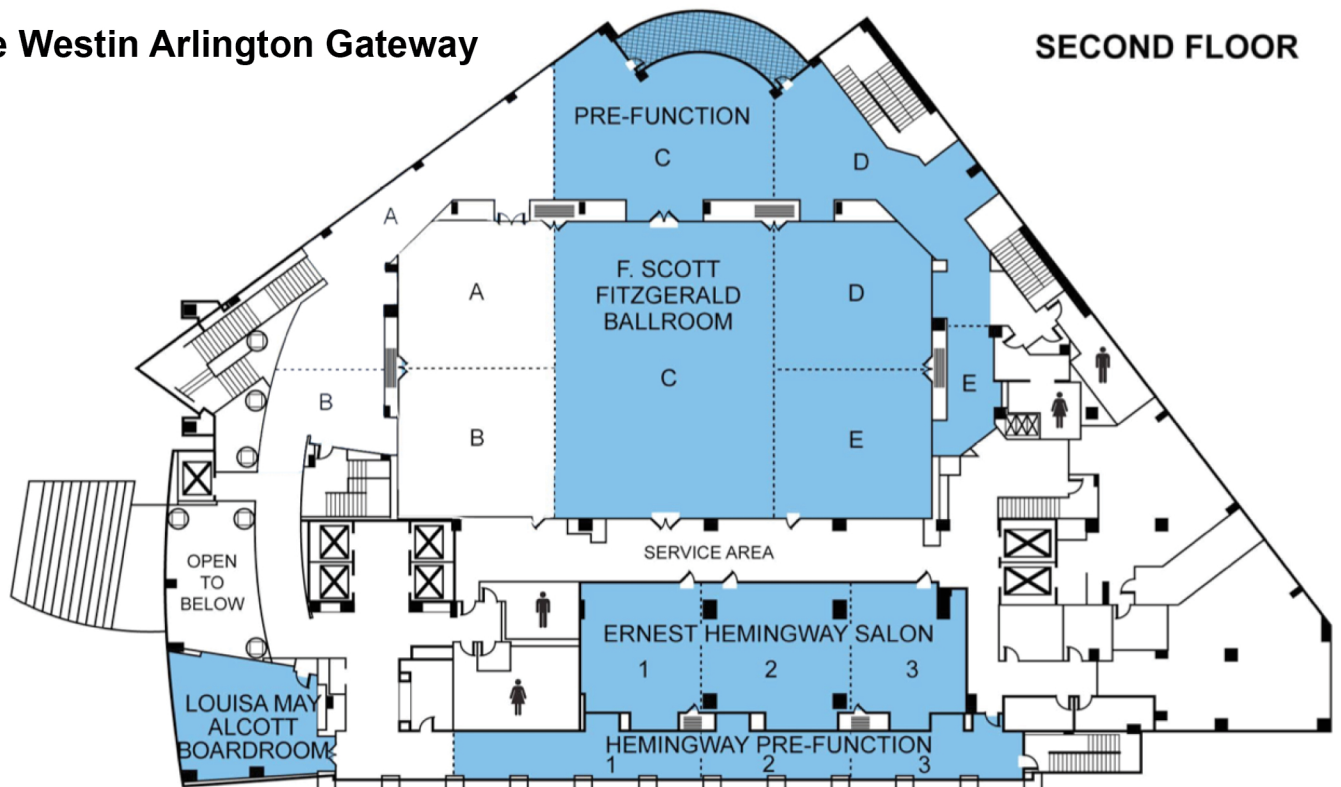 e Westin Arlington Gateway
SECOND FLOOR
PRE-FUNCTION
C
D
A
F. SCOTT
FITZGERALD
BALLROOM
A
D
C
B
E
B
E
SERVICE AREA
OPEN
TO
BELOW
ERNEST HEMINGWAY SALON
1
2
3
LOUISA MAY
ALCOTT
BOARDROOM
HEMINGWAY PRE-FUNCTION
1
2
3